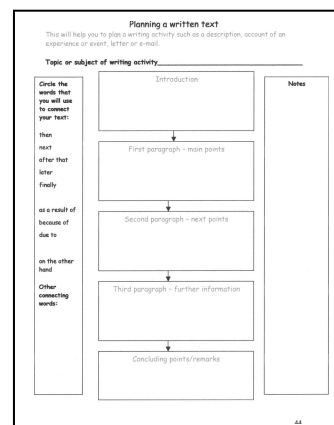 Planning a written text
This will help you to plan a writing activity such as a description, account of an
experience or event, letter or e-mail.
Topic or subject of writing activity
Circle the
words that
you will use
to connect
your text:
then
next
after that
later
finally
as a result of
because of
due to
on the other
hand
Other
connecting
words:
Introduction
First paragraph – main points
Second paragraph – next points
Third paragraph – further information
Concluding points/remarks
Notes
44